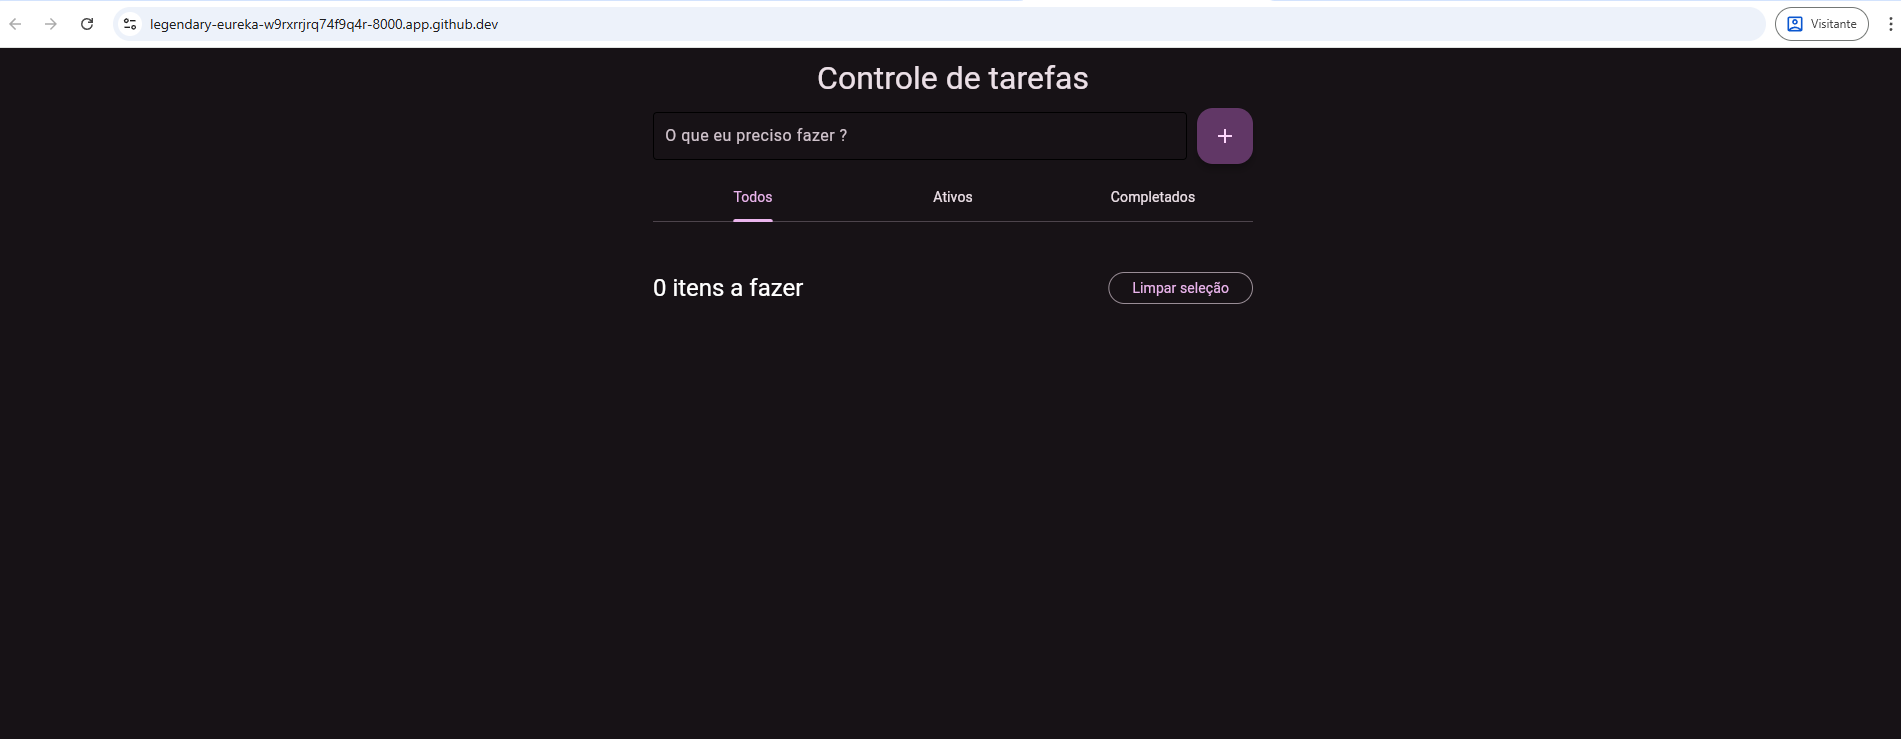 legendary-eureka-w9rxrrjrq74f9q4r-8000.app.github.dev
Visitante
Controle de tarefas
O que eu preciso fazer ?
+
Todos Ativos Completados
0 itens a fazer Limpar seleção